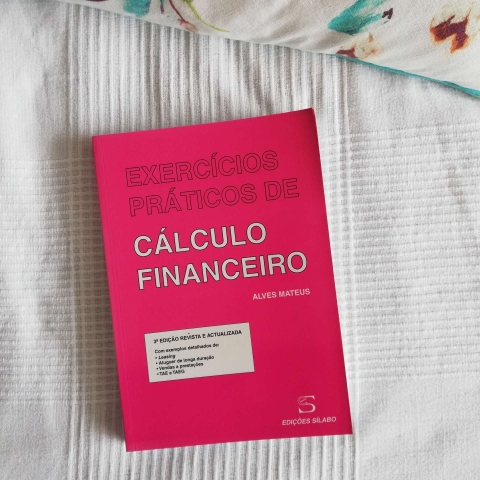 EXERCÍCIOS
PRÁTICOS DE
CÁLCULO
FINANCEIRO
ALVES MATEUS
3ª EDIÇÃO REVISTA E ACTUALIZADA
Com exemplos detalhados de:
• Leasing
• Aluguer de longa duração
• Vendas a prestações
• TAE e TAEG
S
EDIÇÕES SÍLABO